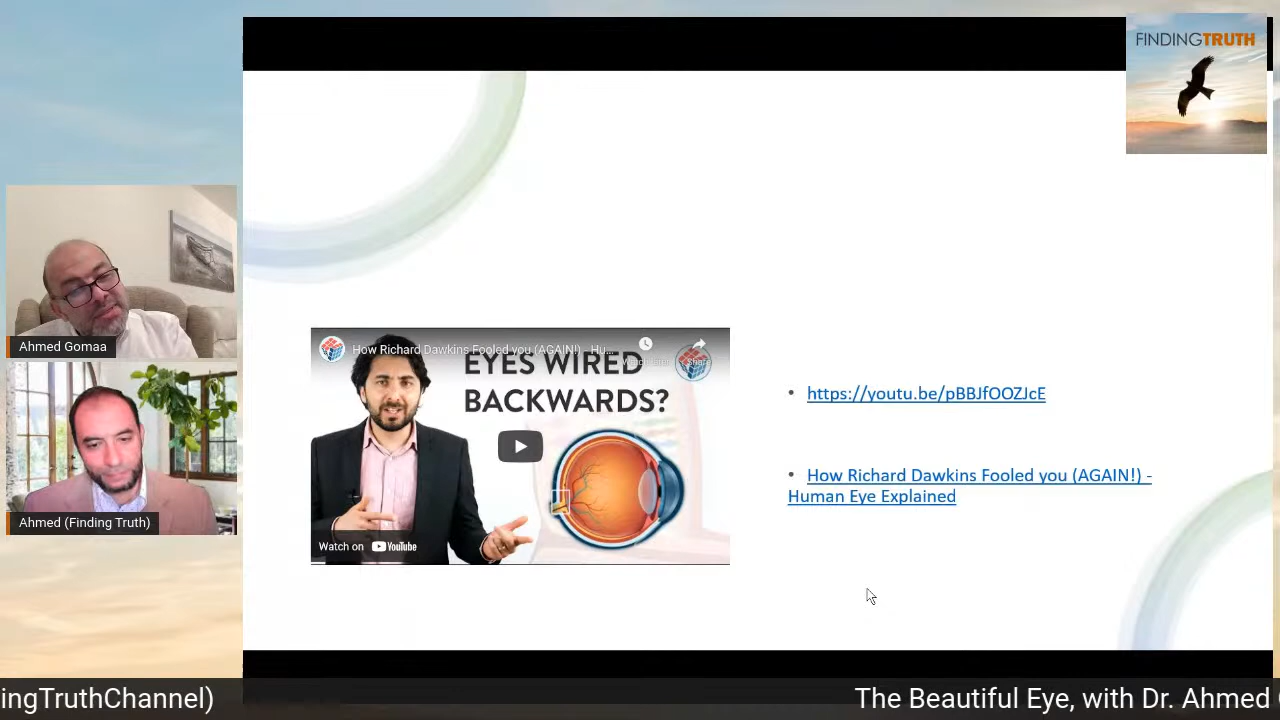 FINDINGTRUTH
Ahmed Gomaa
Ahmed (Finding Truth)
How Richard Dawkins Fooled you (AGAIN!) - Hu...
EYES WIRED
BACKWARDS?
Watch on YouTube
• https://youtu.be/pBBJfOOZJcE
• How Richard Dawkins Fooled you (AGAIN!) -
Human Eye Explained
ingTruthChannel)
The Beautiful Eye, with Dr. Ahmed